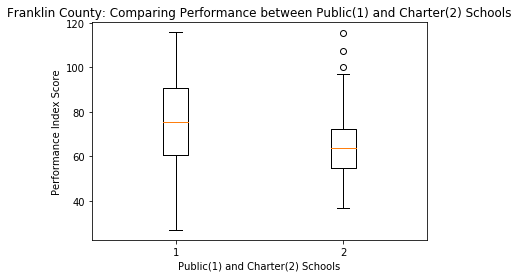 Franklin County: Comparing Performance between Public(1) and Charter(2) Schools
120
100
80
60
40
Performance Index Score
1
2
Public(1) and Charter(2) Schools